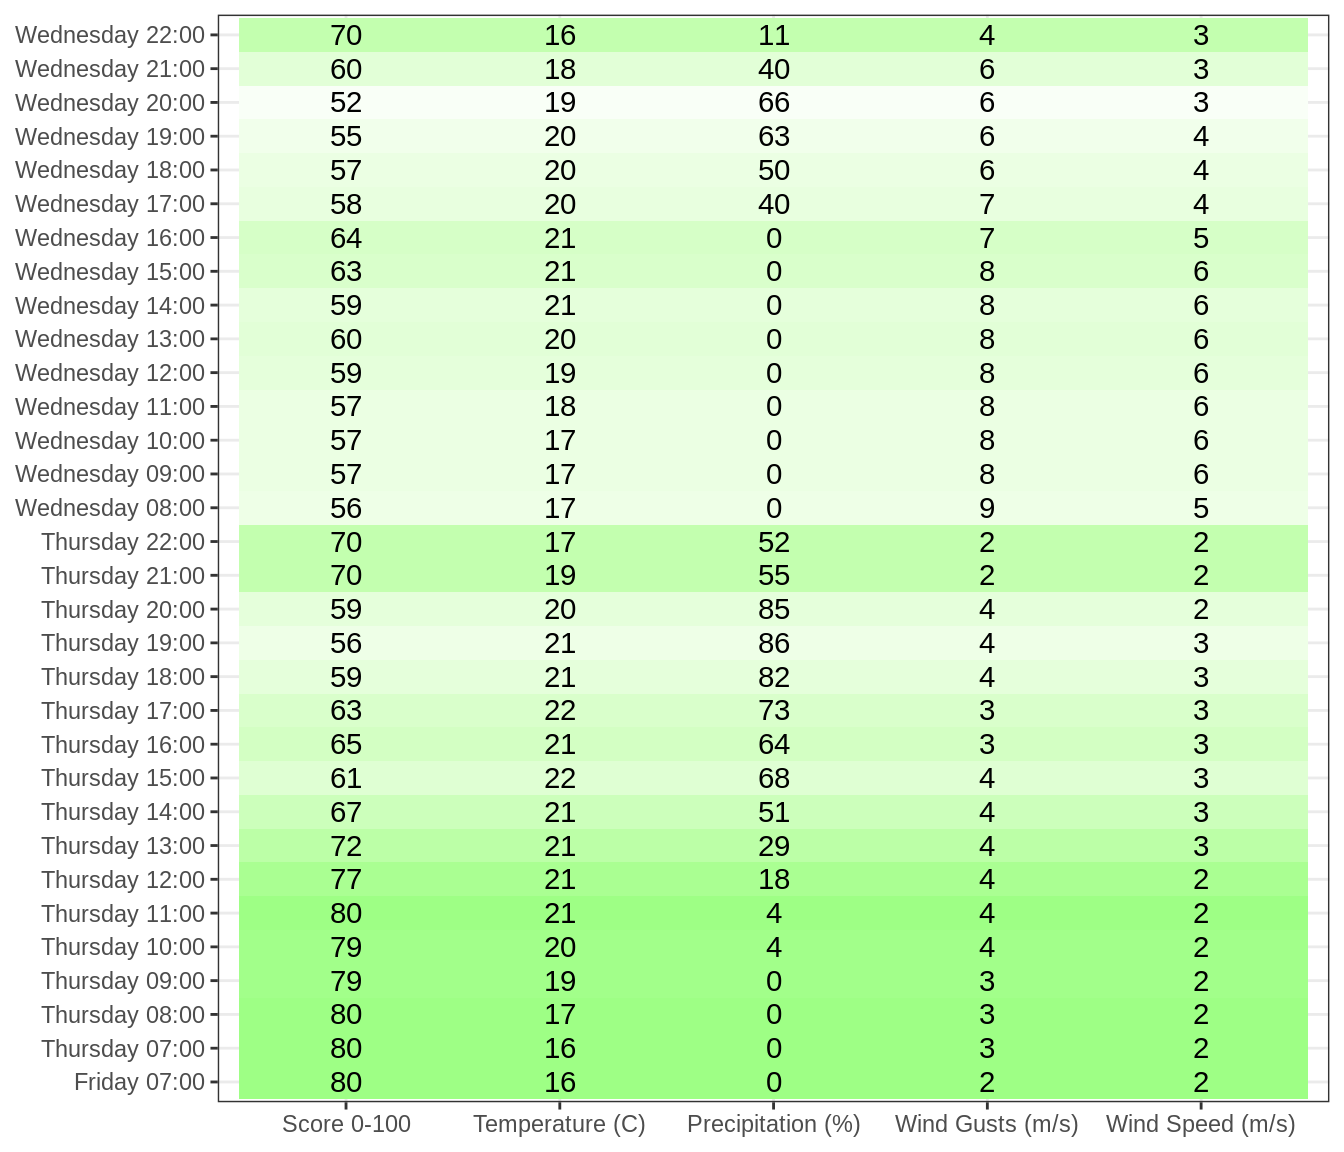 Wednesday 22:00 70 16 11 4 3
Wednesday 21:00 60 18 40 6 3
Wednesday 20:00 52 19 66 6 3
Wednesday 19:00 55 20 63 6 4
Wednesday 18:00 57 20 50 6 4
Wednesday 17:00 58 20 40 7 4
Wednesday 16:00 64 21 0 7 5
Wednesday 15:00 63 21 0 8 6
Wednesday 14:00 59 21 0 8 6
Wednesday 13:00 60 20 0 8 6
Wednesday 12:00 59 19 0 8 6
Wednesday 11:00 57 18 0 8 6
Wednesday 10:00 57 17 0 8 6
Wednesday 09:00 57 17 0 8 6
Wednesday 08:00 56 17 0 9 5
Thursday 22:00 70 17 52 2 2
Thursday 21:00 70 19 55 2 2
Thursday 20:00 59 20 85 4 2
Thursday 19:00 56 21 86 4 3
Thursday 18:00 59 21 82 4 3
Thursday 17:00 63 22 73 3 3
Thursday 16:00 65 21 64 3 3
Thursday 15:00 61 22 68 4 3
Thursday 14:00 67 21 51 4 3
Thursday 13:00 72 21 29 4 3
Thursday 12:00 77 21 18 4 2
Thursday 11:00 80 21 4 4 2
Thursday 10:00 79 20 4 4 2
Thursday 09:00 79 19 0 3 2
Thursday 08:00 80 17 0 3 2
Thursday 07:00 80 16 0 3 2
Friday 07:00 80 16 0 2 2
Score 0-100 Temperature (C) Precipitation (%) Wind Gusts (m/s) Wind Speed (m/s)